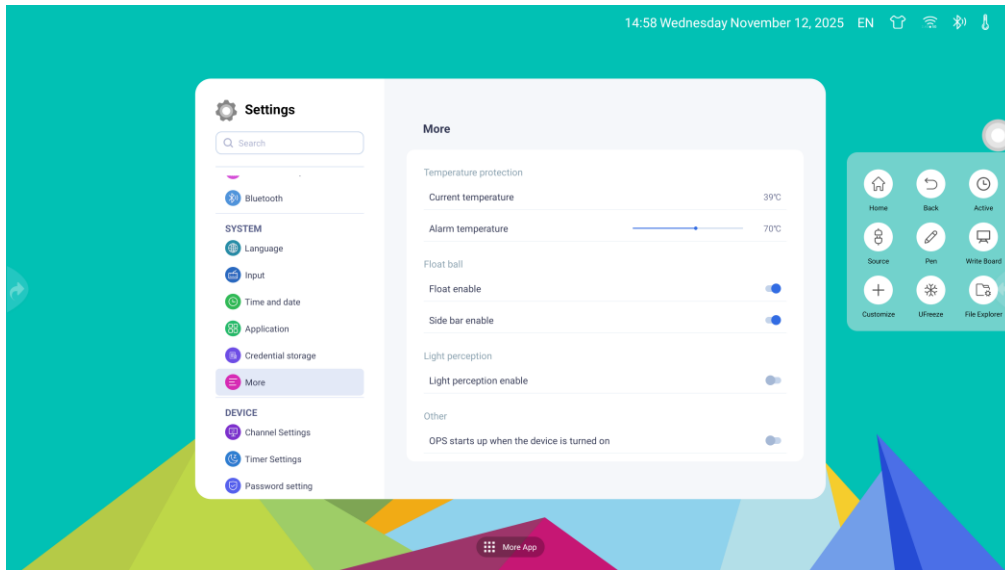 14:58 Wednesday November 12, 2025 EN
Settings
Search
Bluetooth
SYSTEM
Language
Input
Time and date
Application
Credential storage
More
DEVICE
Channel Settings
Timer Settings
Password setting
More
Temperature protection
Current temperature 39°C
Alarm temperature 70°C
Float ball
Float enable
Side bar enable
Light perception
Light perception enable
Other
OPS starts up when the device is turned on
Home Back Active
Source Pen Write Board
Customize UFreeze File Explorer
More App